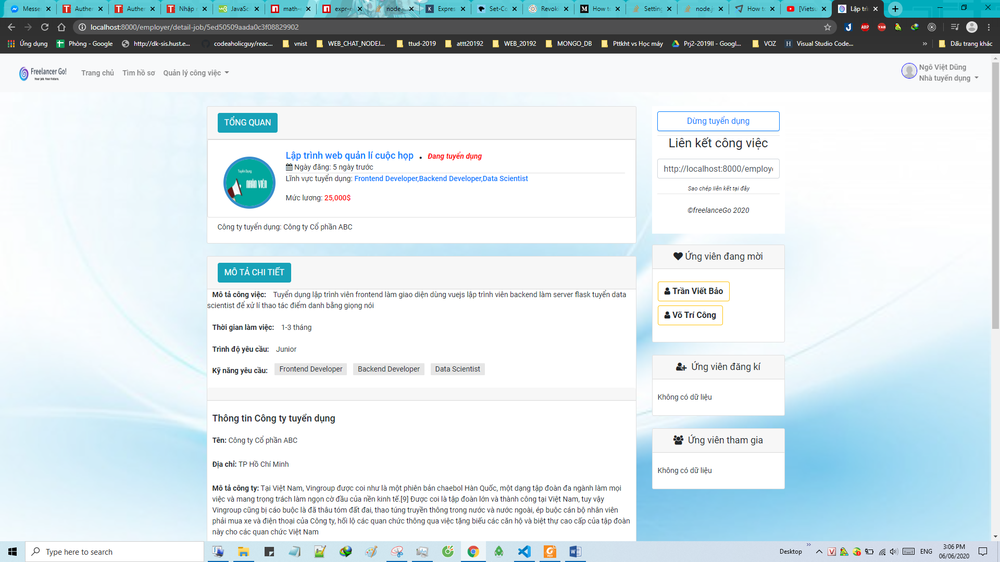 Messe
Auther
Auther
Nhập r
JavaSc
math-e
expr-e
node.j
Expres
Set-Co
Revoki
How to
Setting
node.js
How to
[Vietsu
Lập trì
localhost:8000/employer/detail-job/5ed50509aada0c3f08829902
Ứng dụng
Phòng - Google
http://dk-sis.hust.e...
codeaholicguy/reac...
vnist
WEB_CHAT_NODEJ...
ttud-2019
attt20192
WEB_20192
MONGO_DB
Pttkht vs Học máy
Prj2-2019II - Googl...
VOZ
Visual Studio Code...
»
Dấu trang khác
Freelancer Go!
Your job. Your Future.
Trang chủ
Tìm hồ sơ
Quản lý công việc
Ngô Việt Dũng
Nhà tuyển dụng
TỔNG QUAN
Tuyển Dụng
NHÂN VIÊN
Lập trình web quản lí cuộc họp • Đang tuyển dụng
Ngày đăng: 5 ngày trước
Lĩnh vực tuyển dụng: Frontend Developer,Backend Developer,Data Scientist
Mức lương: 25,000$
Công ty tuyển dụng: Công ty Cổ phần ABC
MÔ TẢ CHI TIẾT
Mô tả công việc: Tuyển dụng lập trình viên frontend làm giao diện dùng vuejs lập trình viên backend làm server flask tuyển data
scientist để xử lí thao tác điểm danh bằng giọng nói
Thời gian làm việc: 1-3 tháng
Trình độ yêu cầu: Junior
Kỹ năng yêu cầu: Frontend Developer Backend Developer Data Scientist
Thông tin Công ty tuyển dụng
Tên: Công ty Cổ phần ABC
Địa chỉ: TP Hồ Chí Minh
Mô tả công ty: Tại Việt Nam, Vingroup được coi như là một phiên bản chaebol Hàn Quốc, một dạng tập đoàn đa ngành làm mọi
việc và mang trọng trách làm ngọn cờ đầu của nền kinh tế.[9] Được coi là tập đoàn lớn và thành công tại Việt Nam, tuy vậy
Vingroup cũng bị cáo buộc là đã thâu tóm đất đai, thao túng truyền thông trong nước và nước ngoài, ép buộc cán bộ nhân viên
phải mua xe và điện thoại của Công ty, hối lộ các quan chức thông qua việc tặng biếu các căn hộ và biệt thự cao cấp của tập đoàn
này cho các quan chức Việt Nam
Dừng tuyển dụng
Liên kết công việc
http://localhost:8000/employe
Sao chép liên kết tại đây
©freelanceGo 2020
Ứng viên đang mời
Trần Viết Bảo
Võ Trí Công
Ứng viên đăng kí
Không có dữ liệu
Ứng viên tham gia
Không có dữ liệu
Type here to search
Desktop
»
ENG
3:06 PM
06/06/2020